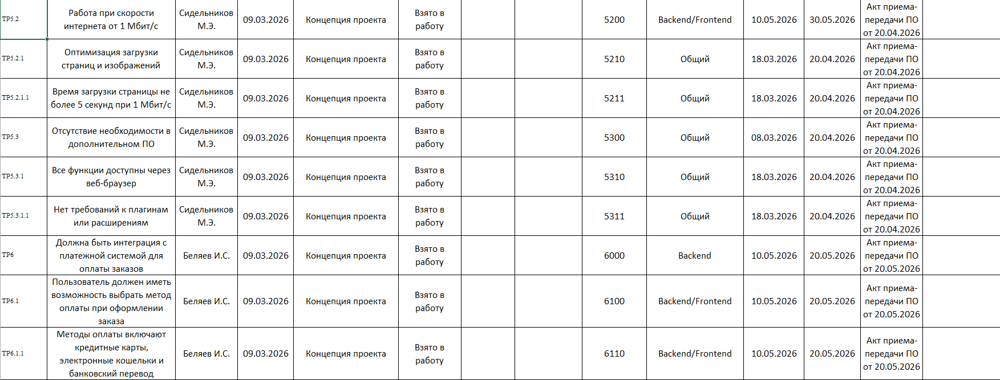 ТР5.2
Работа при скорости
интернета от 1 Мбит/с
Сидельников
М.Э.
09.03.2026
Концепция проекта
Взято в
работу
5200
Backend/Frontend
10.05.2026
30.05.2026
Акт приема-
передачи ПО
от 20.04.2026
ТР5.2.1
Оптимизация загрузки
страниц и изображений
Сидельников
М.Э.
09.03.2026
Концепция проекта
Взято в
работу
5210
Общий
18.03.2026
20.04.2026
Акт приема-
передачи ПО
от 20.04.2026
ТР5.2.1.1
Время загрузки страницы не
более 5 секунд при 1 Мбит/с
Сидельников
М.Э.
09.03.2026
Концепция проекта
Взято в
работу
5211
Общий
18.03.2026
20.04.2026
Акт приема-
передачи ПО
от 20.04.2026
ТР5.3
Отсутствие необходимости в
дополнительном ПО
Сидельников
М.Э.
09.03.2026
Концепция проекта
Взято в
работу
5300
Общий
08.03.2026
20.04.2026
Акт приема-
передачи ПО
от 20.04.2026
ТР5.3.1
Все функции доступны через
веб-браузер
Сидельников
М.Э.
09.03.2026
Концепция проекта
Взято в
работу
5310
Общий
18.03.2026
20.04.2026
Акт приема-
передачи ПО
от 20.04.2026
ТР5.3.1.1
Нет требований к плагинам
или расширениям
Сидельников
М.Э.
09.03.2026
Концепция проекта
Взято в
работу
5311
Общий
18.03.2026
20.04.2026
Акт приема-
передачи ПО
от 20.04.2026
ТР6
Должна быть интеграция с
платежной системой для
оплаты заказов
Беляев И.С.
09.03.2026
Концепция проекта
Взято в
работу
6000
Backend
10.05.2026
20.05.2026
Акт приема-
передачи ПО
от 20.05.2026
ТР6.1
Пользователь должен иметь
возможность выбрать метод
оплаты при оформлении
заказа
Беляев И.С.
09.03.2026
Концепция проекта
Взято в
работу
6100
Backend/Frontend
10.05.2026
20.05.2026
Акт приема-
передачи ПО
от 20.05.2026
ТР6.1.1
Методы оплаты включают
кредитные карты,
электронные кошельки и
банковский перевод
Беляев И.С.
09.03.2026
Концепция проекта
Взято в
работу
6110
Backend/Frontend
10.05.2026
20.05.2026
Акт приема-
передачи ПО
от 20.05.2026